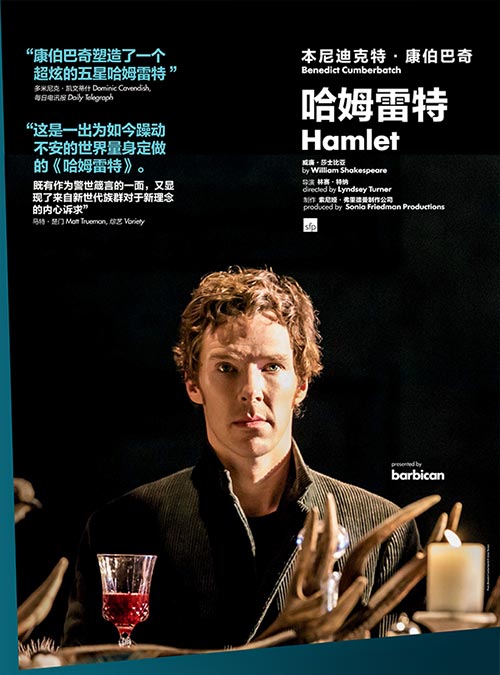 “康伯巴奇塑造了一个
超炫的五星哈姆雷特 ”
多米尼克·凯文蒂什 Dominic Cavendish,
每日电讯报 Daily Telegraph
“这是一出为如今躁动
不安的世界量身定做
的《哈姆雷特》。
既有作为警世箴言的一面，又显
现了来自新世代族群对于新理念
的内心诉求”
马特·楚门 Matt Trueman, 综艺 Variety
本尼迪克特·康伯巴奇
Benedict Cumberbatch
哈姆雷特
Hamlet
威廉·莎士比亚
by William Shakespeare
导演 林赛·特纳
directed by Lyndsey Turner
制作 索尼娅·弗里德曼制作公司
produced by Sonia Friedman Productions
sfp
presented by
barbican